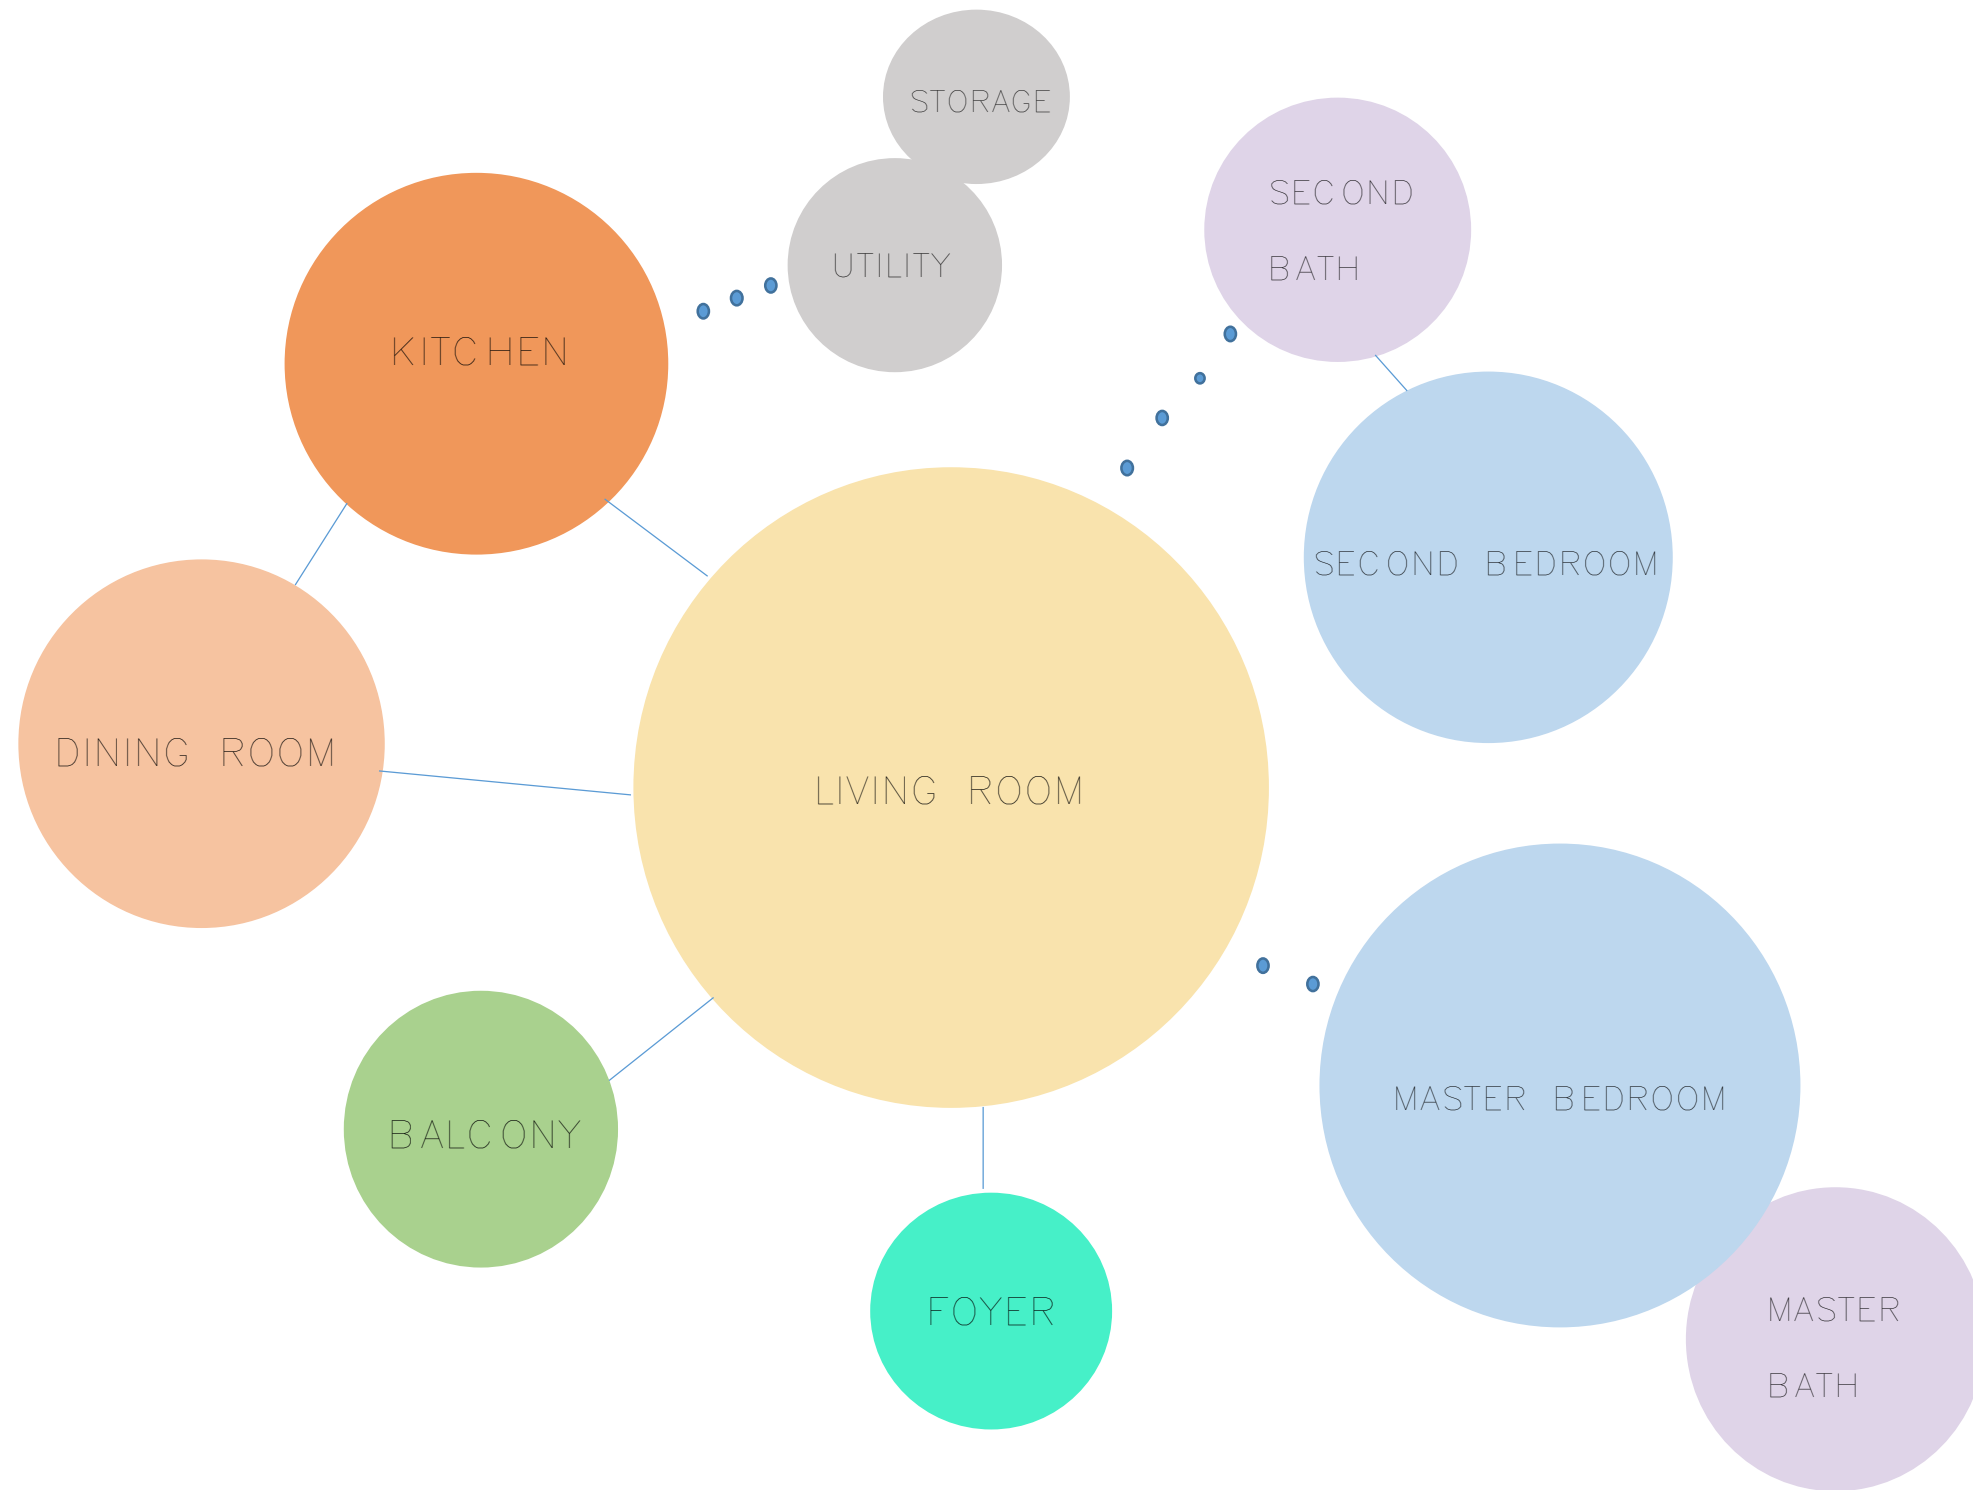 STORAGE
SECOND
BATH
UTILITY
KITCHEN
SECOND BEDROOM
DINING ROOM
LIVING ROOM
MASTER BEDROOM
BALCONY
FOYER
MASTER
BATH